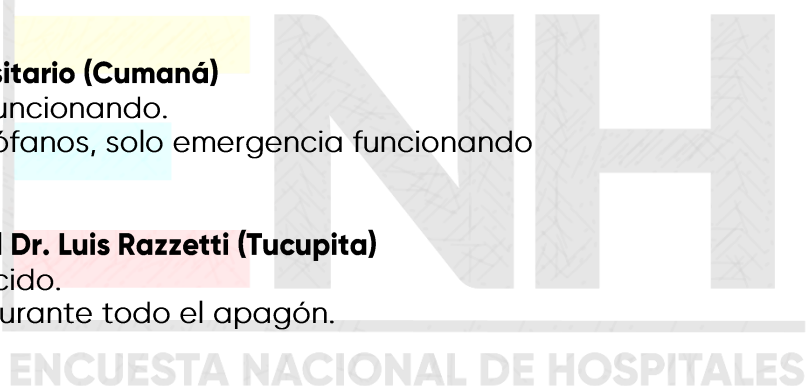 sitario (Cumaná)
uncionando.
ófanos, solo emergencia funcionando
l Dr. Luis Razzetti (Tucupita)
cido.
urante todo el apagón.
ENH
ENCUESTA NACIONAL DE HOSPITALES